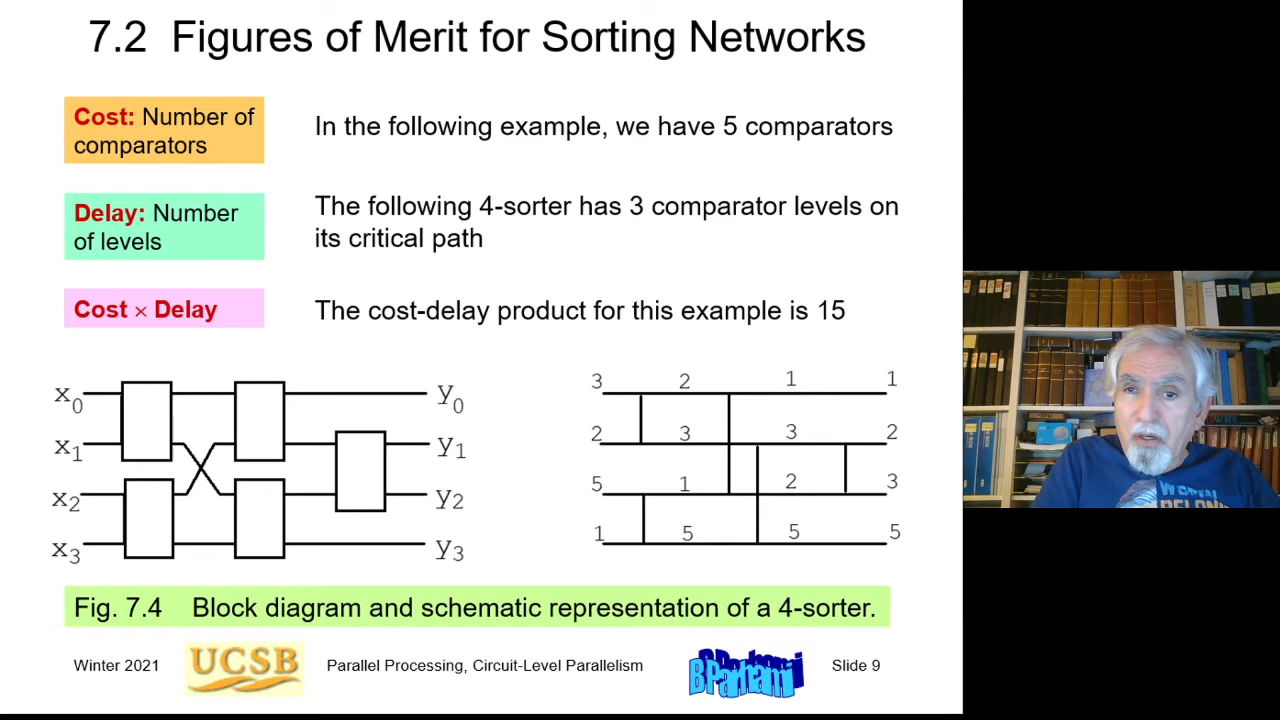 7.2 Figures of Merit for Sorting Networks
Cost: Number of
comparators
In the following example, we have 5 comparators
Delay: Number
of levels
The following 4-sorter has 3 comparator levels on
its critical path
Cost × Delay
The cost-delay product for this example is 15
x0
x1
x2
x3
y0
y1
y2
y3
3 2 1 1
2 3 3 2
5 1 2 3
1 5 5 5
Fig. 7.4 Block diagram and schematic representation of a 4-sorter.
Winter 2021
UCSB
Parallel Processing, Circuit-Level Parallelism
B Parhami
Slide 9